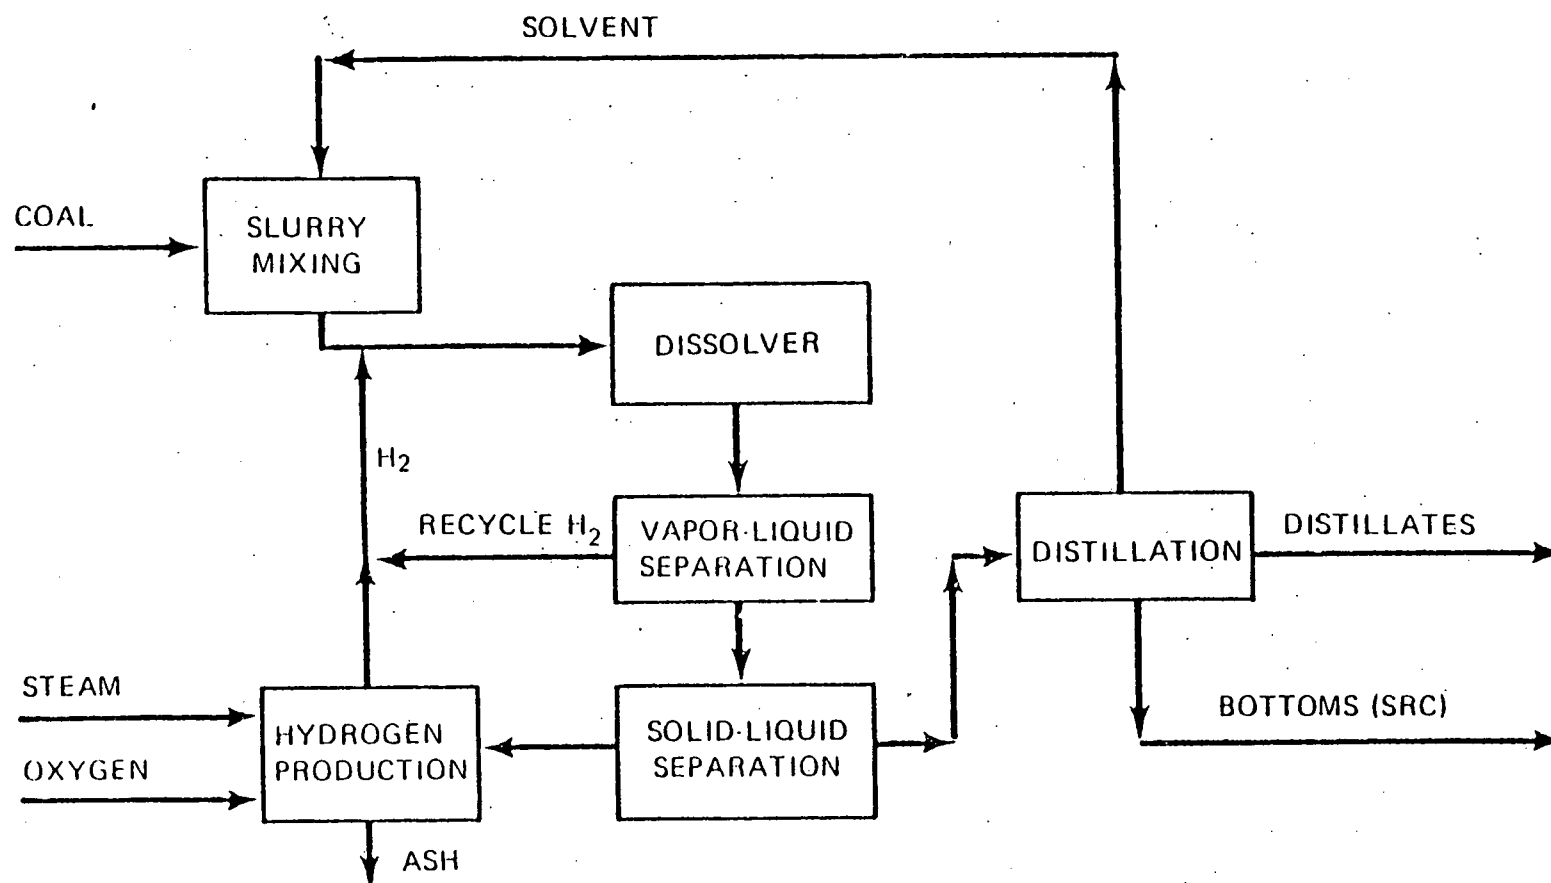 SOLVENT
COAL
SLURRY
MIXING
DISSOLVER
H2
RECYCLE H2
VAPOR-LIQUID
SEPARATION
DISTILLATION
DISTILLATES
STEAM
OXYGEN
HYDROGEN
PRODUCTION
SOLID-LIQUID
SEPARATION
BOTTOMS (SRC)
ASH